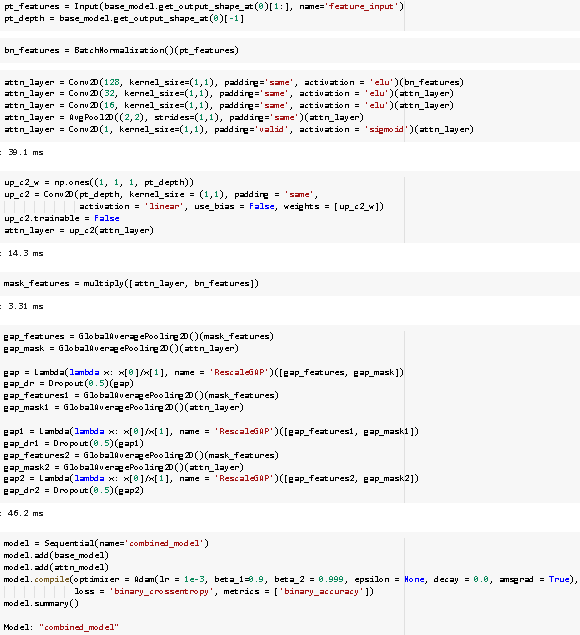 pt_features = Input(base_model.get_output_shape_at(0)[1:], name='feature_input')
pt_depth = base_model.get_output_shape_at(0)[-1]
bn_features = BatchNormalization()(pt_features)
attn_layer = Conv2D(128, kernel_size=(1,1), padding='same', activation = 'elu')(bn_features)
attn_layer = Conv2D(32, kernel_size=(1,1), padding='same', activation = 'elu')(attn_layer)
attn_layer = Conv2D(16, kernel_size=(1,1), padding='same', activation = 'elu')(attn_layer)
attn_layer = AvgPool2D((2,2), strides=(1,1), padding='same')(attn_layer)
attn_layer = Conv2D(1, kernel_size=(1,1), padding='valid', activation = 'sigmoid')(attn_layer)
: 39.1 ms
up_c2_w = np.ones((1, 1, 1, pt_depth))
up_c2 = Conv2D(pt_depth, kernel_size = (1,1), padding = 'same',
activation = 'linear', use_bias = False, weights = [up_c2_w])
up_c2.trainable = False
attn_layer = up_c2(attn_layer)
: 14.3 ms
mask_features = multiply([attn_layer, bn_features])
: 3.31 ms
gap_features = GlobalAveragePooling2D()(mask_features)
gap_mask = GlobalAveragePooling2D()(attn_layer)
gap = Lambda(lambda x: x[0]/x[1], name = 'RescaleGAP')([gap_features, gap_mask])
gap_dr = Dropout(0.5)(gap)
gap_features1 = GlobalAveragePooling2D()(mask_features)
gap_mask1 = GlobalAveragePooling2D()(attn_layer)
gap1 = Lambda(lambda x: x[0]/x[1], name = 'RescaleGAP')([gap_features1, gap_mask1])
gap_dr1 = Dropout(0.5)(gap1)
gap_features2 = GlobalAveragePooling2D()(mask_features)
gap_mask2 = GlobalAveragePooling2D()(attn_layer)
gap2 = Lambda(lambda x: x[0]/x[1], name = 'RescaleGAP')([gap_features2, gap_mask2])
gap_dr2 = Dropout(0.5)(gap2)
: 46.2 ms
model = Sequential(name='combined_model')
model.add(base_model)
model.add(attn_model)
model.compile(optimizer = Adam(lr = 1e-3, beta_1=0.9, beta_2 = 0.999, epsilon = None, decay = 0.0, amsgrad = True),
loss = 'binary_crossentropy', metrics = ['binary_accuracy'])
model.summary()
Model: "combined_model"